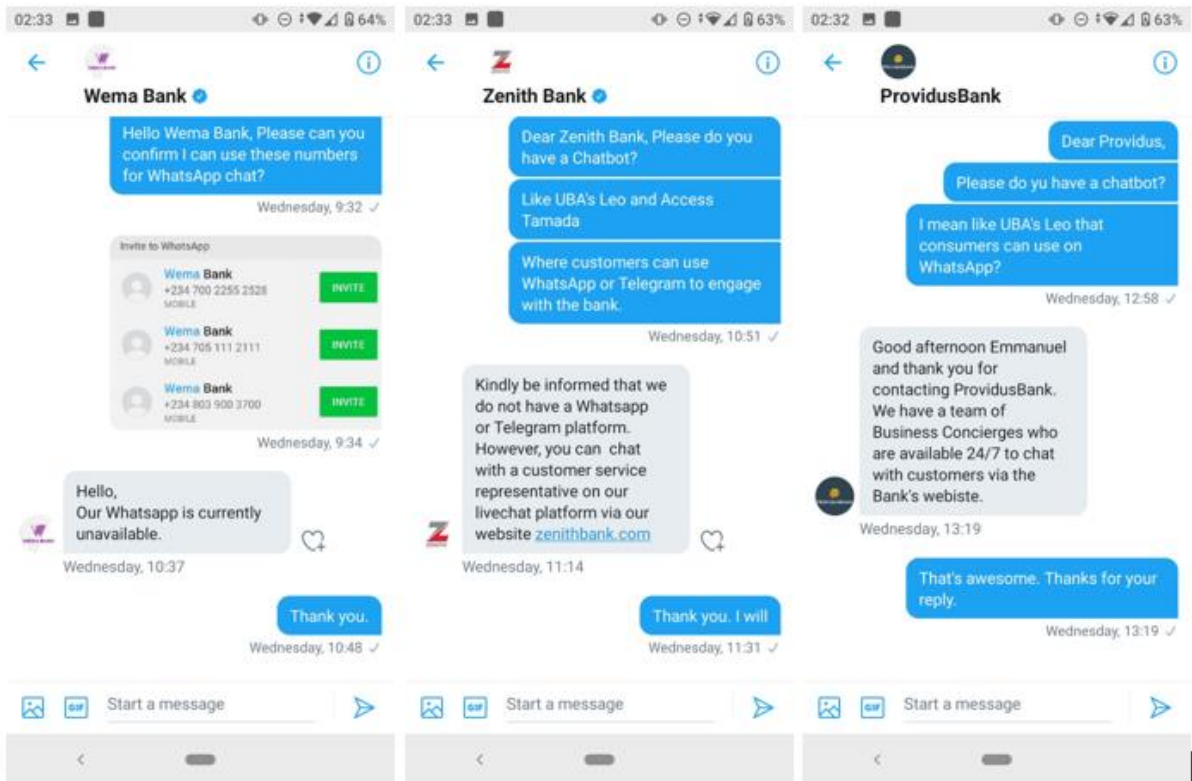 02:33
64%
Wema Bank
Hello Wema Bank, Please can you
confirm I can use these numbers
for WhatsApp chat?
Wednesday, 9:32
Invite to WhatsApp
Wema Bank
+234 700 2255 2528
MOBILE
INVITE
Wema Bank
+234 705 111 2111
MOBILE
INVITE
Wema Bank
+234 803 900 3700
MOBILE
INVITE
Wednesday, 9:34
Hello,
Our Whatsapp is currently
unavailable.
Wednesday, 10:37
Thank you.
Wednesday, 10:48
GIF
Start a message
02:33
63%
Zenith Bank
Dear Zenith Bank, Please do you
have a Chatbot?
Like UBA's Leo and Access
Tamada
Where customers can use
WhatsApp or Telegram to engage
with the bank.
Wednesday, 10:51
Kindly be informed that we
do not have a Whatsapp
or Telegram platform.
However, you can chat
with a customer service
representative on our
livechat platform via our
website zenithbank.com
Wednesday, 11:14
Thank you. I will
Wednesday, 11:31
GIF
Start a message
02:32
63%
ProvidusBank
Dear Providus,
Please do yu have a chatbot?
I mean like UBA's Leo that
consumers can use on
WhatsApp?
Wednesday, 12:58
Good afternoon Emmanuel
and thank you for
contacting ProvidusBank.
We have a team of
Business Concierges who
are available 24/7 to chat
with customers via the
Bank's webiste.
Wednesday, 13:19
That's awesome. Thanks for your
reply.
Wednesday, 13:19
GIF
Start a message